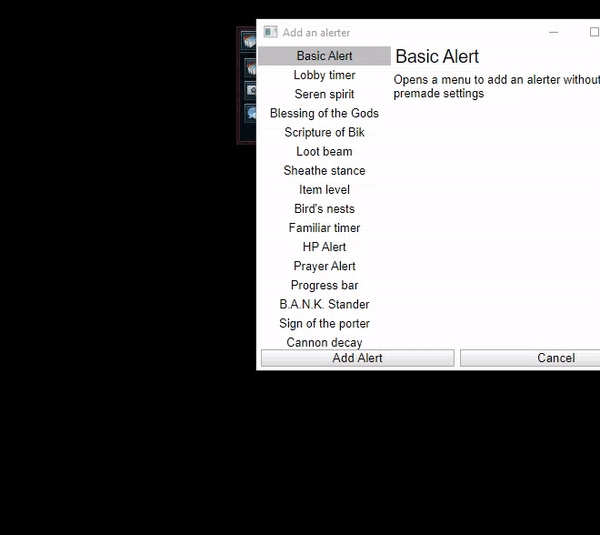 Add an alerter
Basic Alert
Lobby timer
Seren spirit
Blessing of the Gods
Scripture of Bik
Loot beam
Sheathe stance
Item level
Bird's nests
Familiar timer
HP Alert
Prayer Alert
Progress bar
B.A.N.K. Stander
Sign of the porter
Cannon decay
Basic Alert
Opens a menu to add an alerter without
premade settings
Add Alert
Cancel